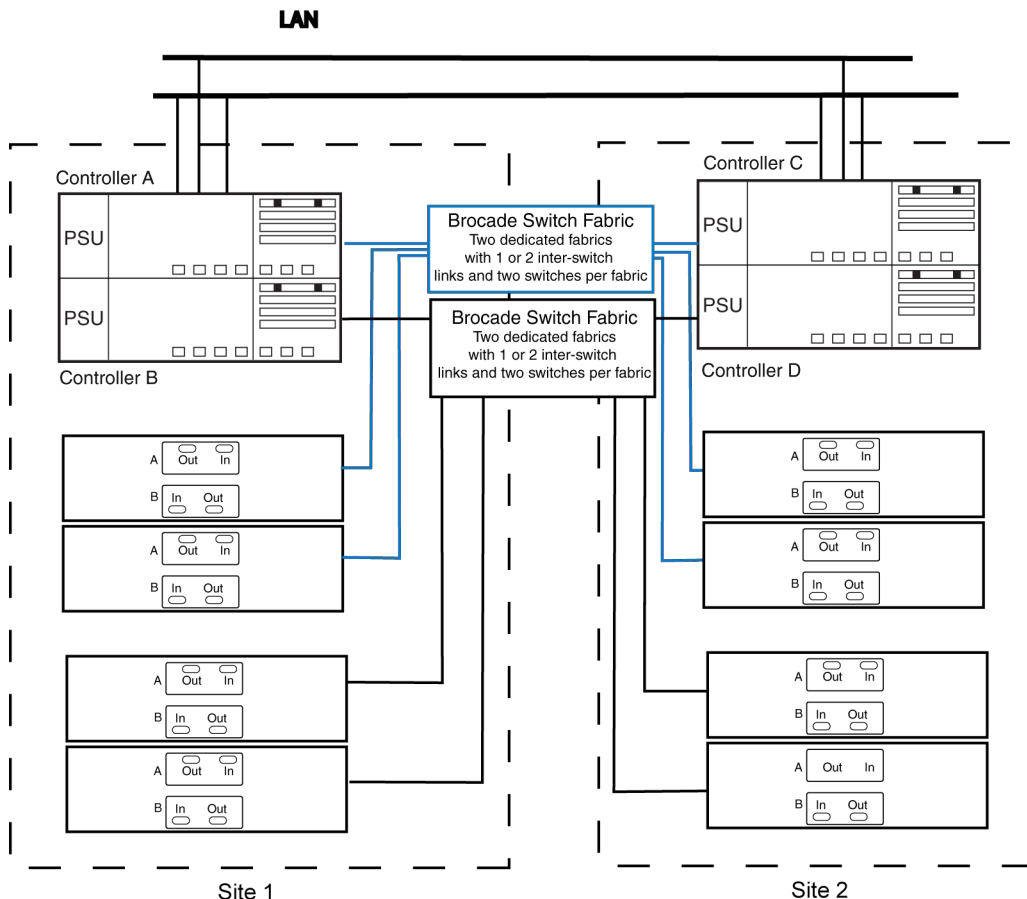 LAN
Controller A
PSU
PSU
Controller B
Brocade Switch Fabric
Two dedicated fabrics
with 1 or 2 inter-switch
links and two switches per fabric
Brocade Switch Fabric
Two dedicated fabrics
with 1 or 2 inter-switch
links and two switches per fabric
Controller C
PSU
PSU
Controller D
A Out In
B In Out
A Out In
B In Out
A Out In
B In Out
A Out In
B In Out
A Out In
B In Out
A Out In
B In Out
A Out In
B In Out
A Out In
B In Out
Site 1
Site 2